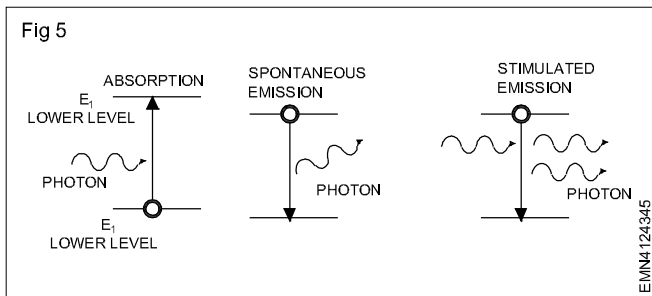 Fig 5
ABSORPTION
E1
LOWER LEVEL
PHOTON
E1
LOWER LEVEL
SPONTANEOUS
EMISSION
PHOTON
STIMULATED
EMISSION
PHOTON
EMN4124345